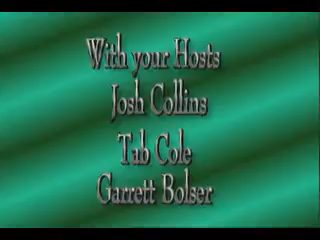 With your Hosts
Josh Collins
Tab Cole
Garrett Bolser